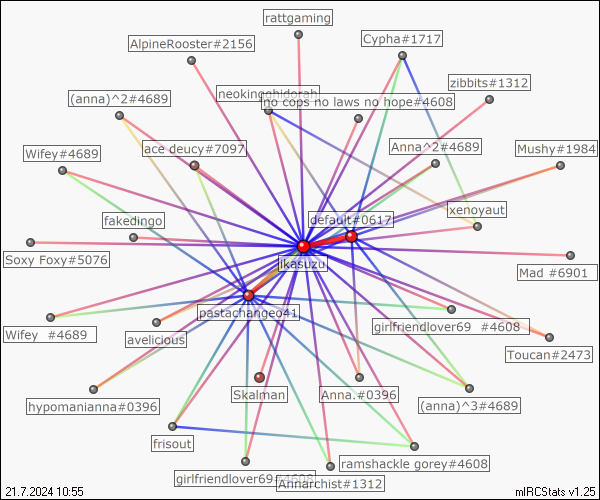 rattgaming
AlpineRooster#2156
Cypha#1717
zibbits#1312
neokingghidorah
no cops no laws no hope#4608
(anna)^2#4689
ace deucy#7097
Anna^2#4689
Mushy#1984
Wifey#4689
fakedingo
default#0617
xenoyaut
Soxy Foxy#5076
ikasuzu
Mad #6901
pastachangeo41
Wifey #4689
avelicious
girlfriendlover69 #4608
Toucan#2473
hypomanianna#0396
Skalman
Anna.#0396
(anna)^3#4689
frisout
ramshackle gorey#4608
girlfriendlover69#4608
Annarchist#1312
21.7.2024 10:55
mIRCStats v1.25